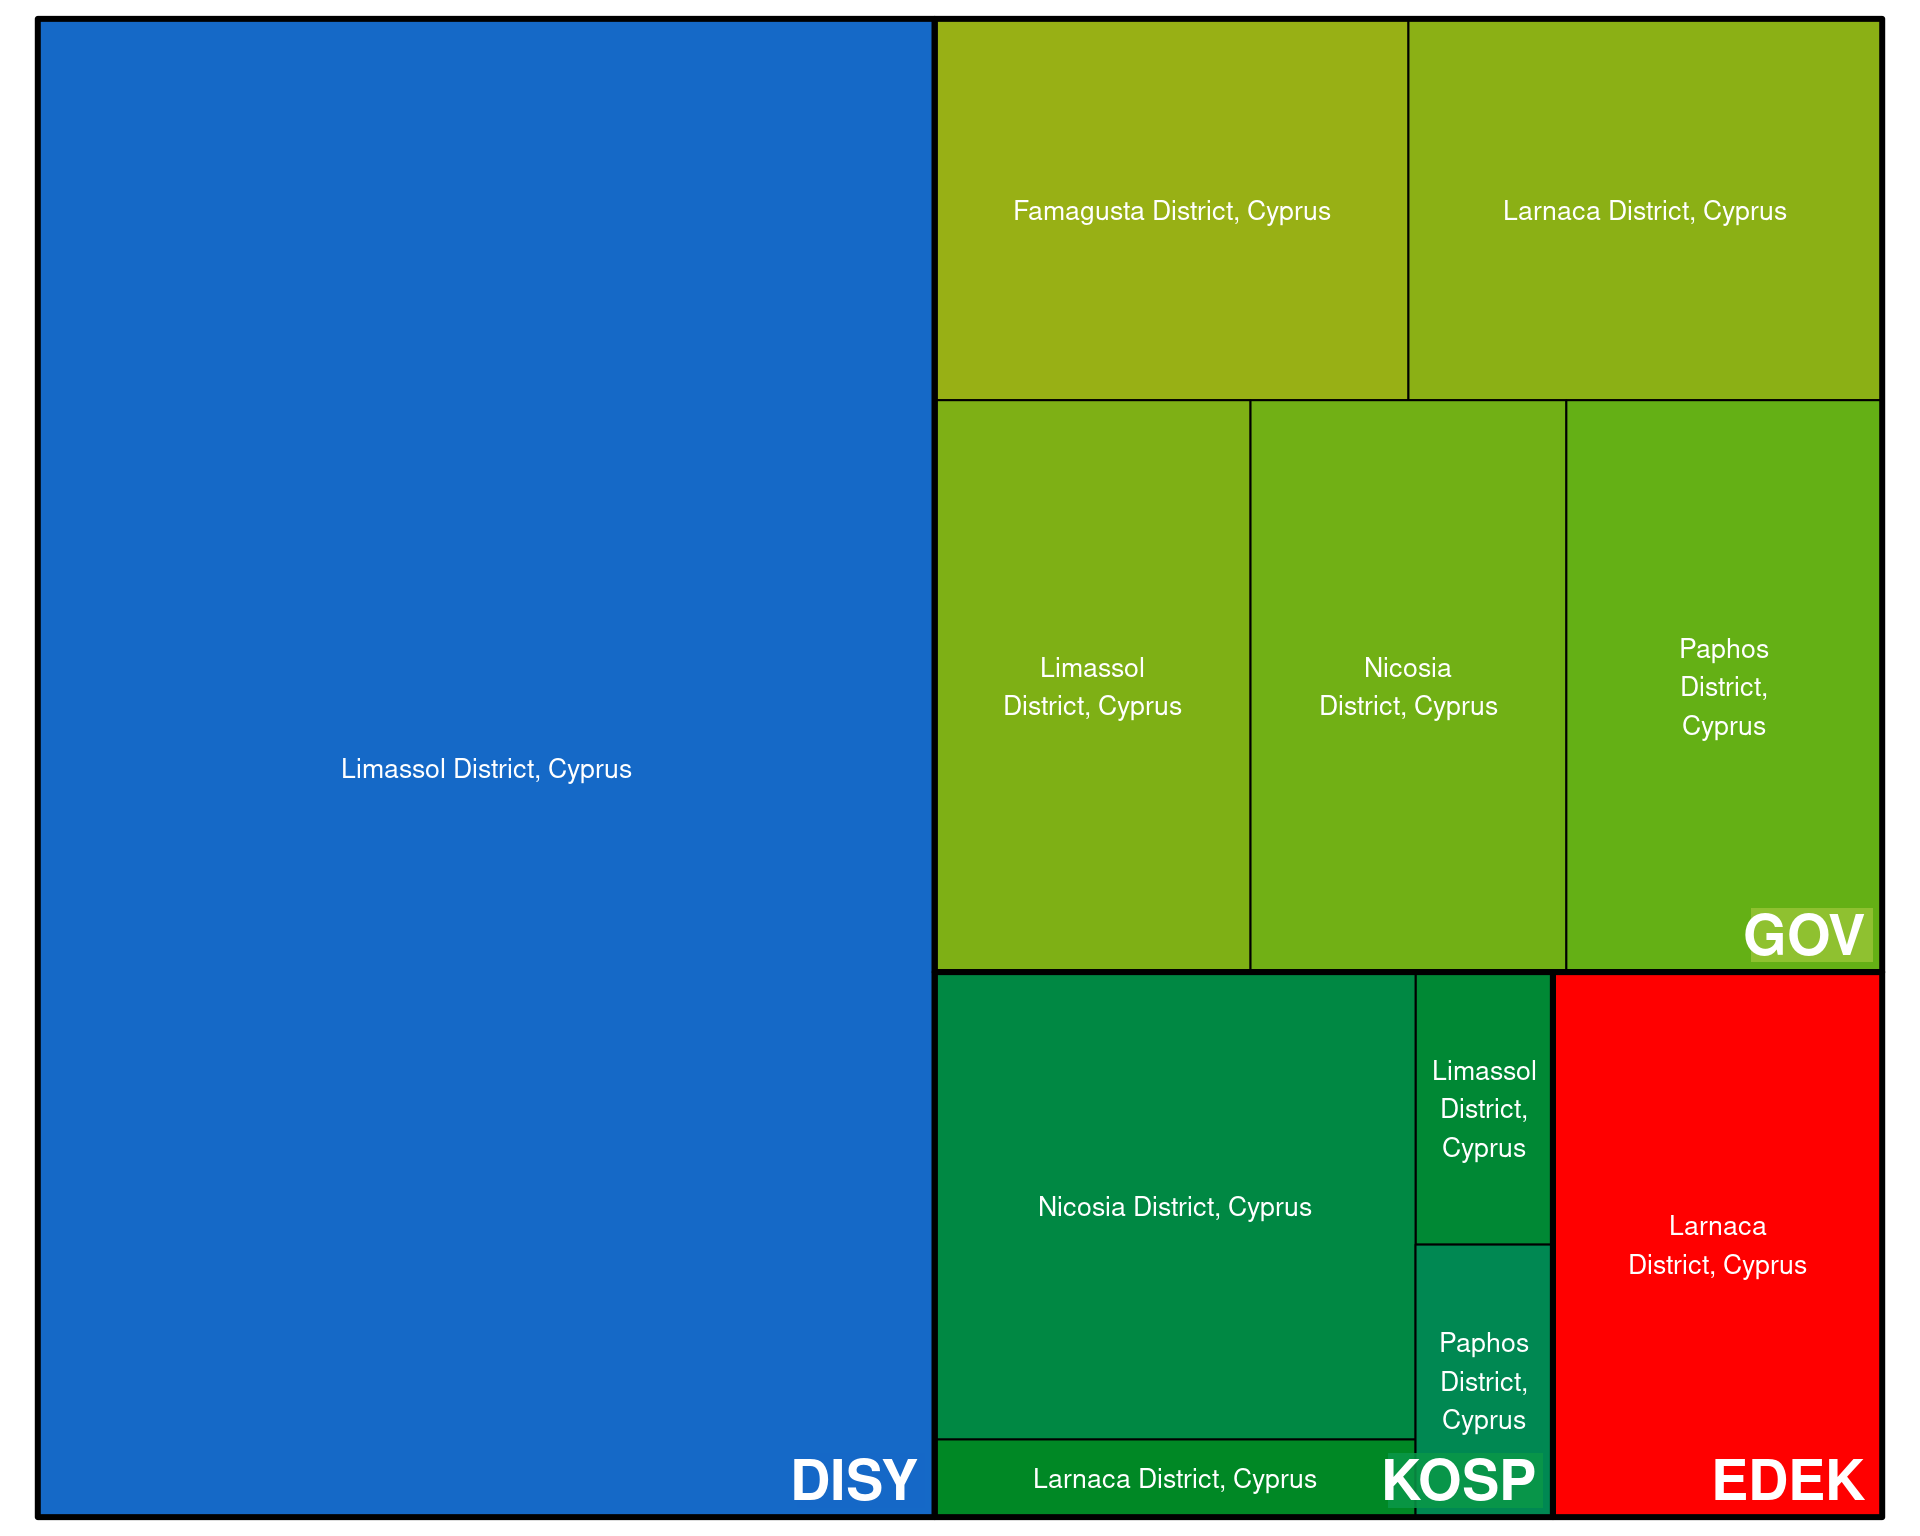 Limassol District, Cyprus
DISY
Famagusta District, Cyprus
Larnaca District, Cyprus
Limassol
District, Cyprus
Nicosia
District, Cyprus
Paphos
District,
Cyprus
GOV
Nicosia District, Cyprus
Limassol
District,
Cyprus
Paphos
District,
Cyprus
Larnaca District, Cyprus
KOSP
Larnaca
District, Cyprus
EDEK